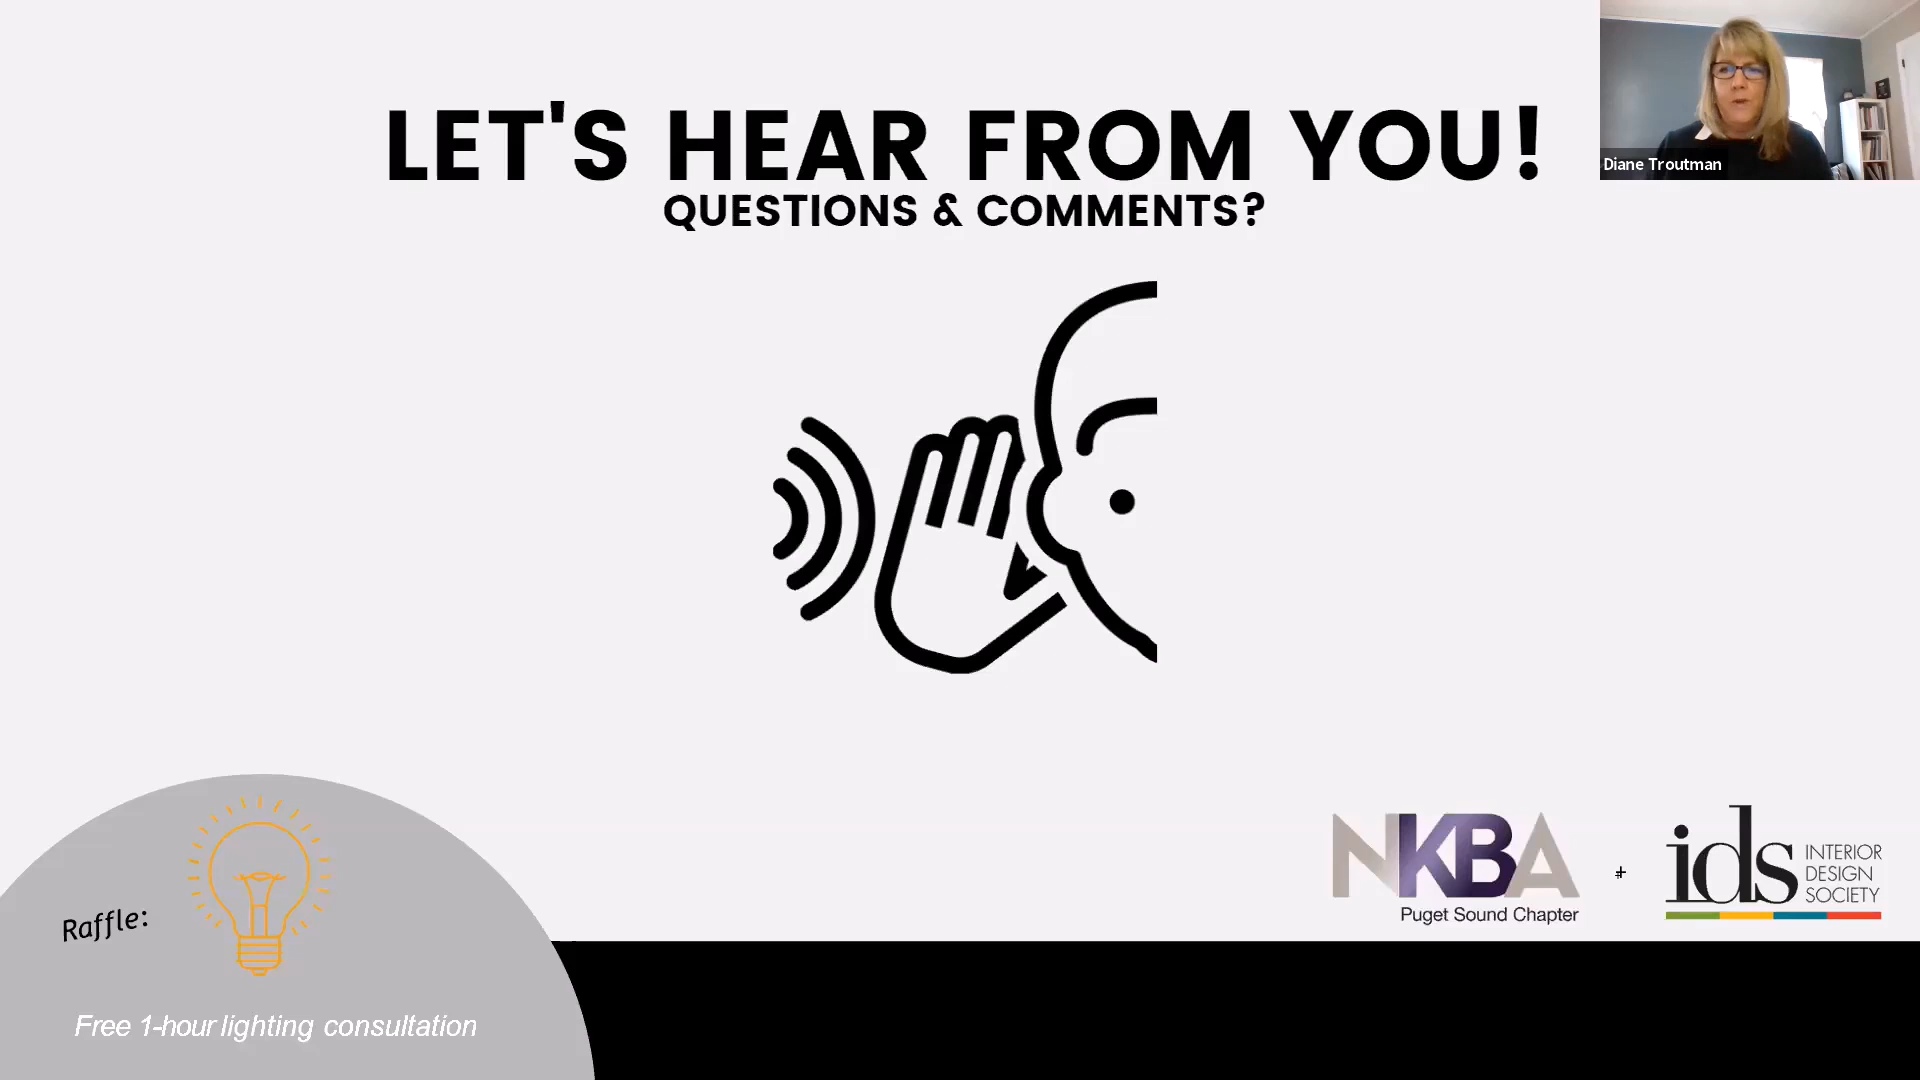 LET'S HEAR FROM YOU!
QUESTIONS & COMMENTS?
Diane Troutman
Raffle:
Free 1-hour lighting consultation
NKBA
Puget Sound Chapter
+
ids
INTERIOR
DESIGN
SOCIETY